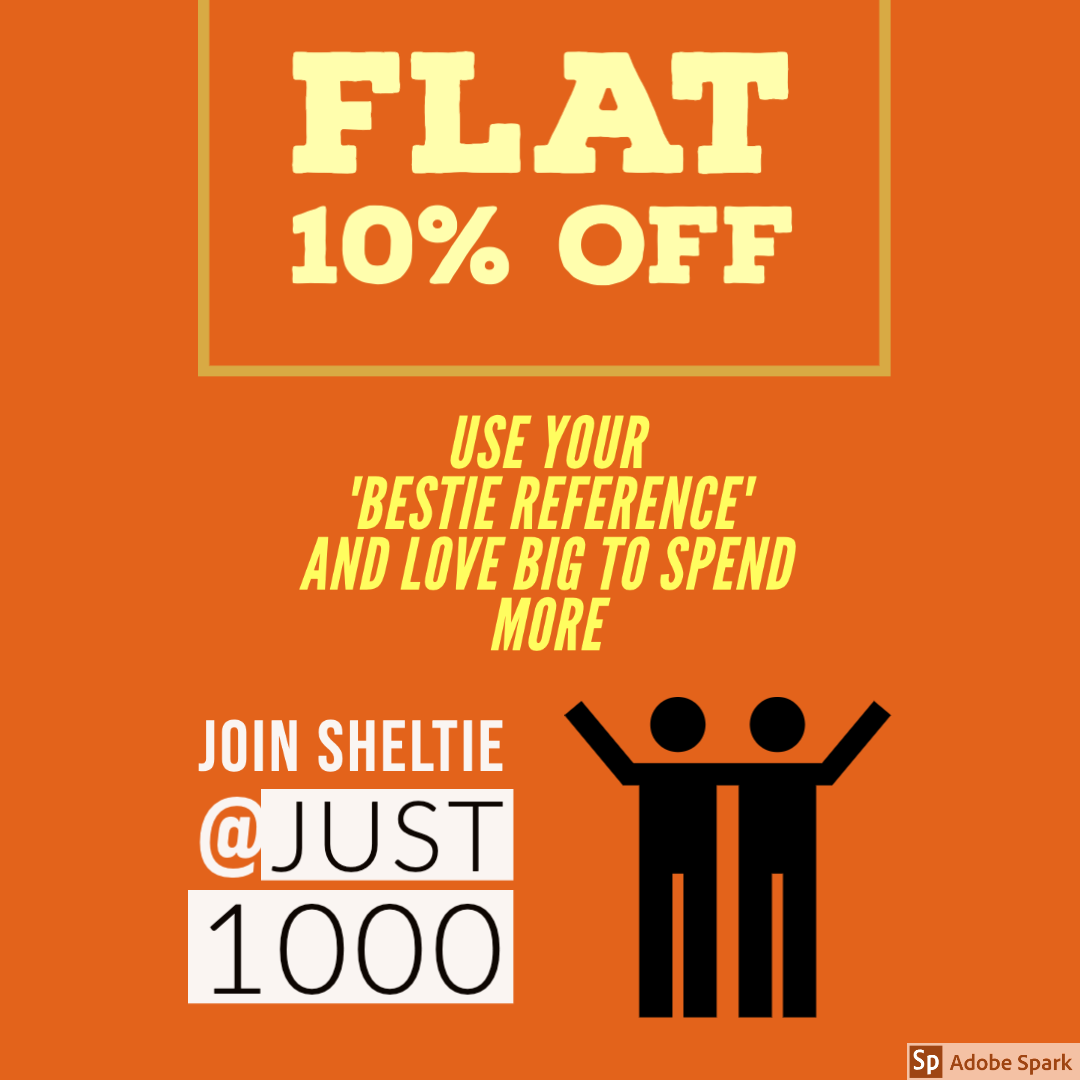 FLAT
10% OFF
USE YOUR
'BESTIE REFERENCE'
AND LOVE BIG TO SPEND
MORE
JOIN SHELTIE
@JUST
1000
Sp Adobe Spark